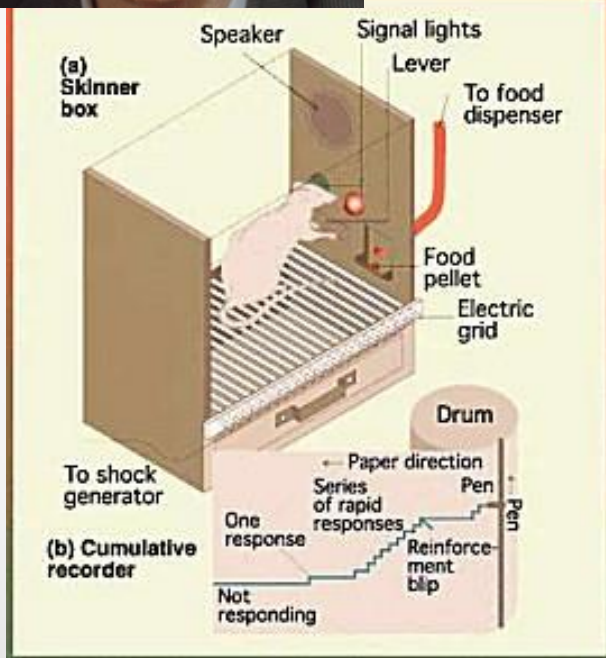 (a)
Skinner
box
Speaker
Signal lights
Lever
To food
dispenser
Food
pellet
Electric
grid
To shock
generator
(b) Cumulative
recorder
Drum
← Paper direction
Pen
←
Pen
Series
of rapid
responses
One
response
Reinforce-
ment
blip
Not
responding